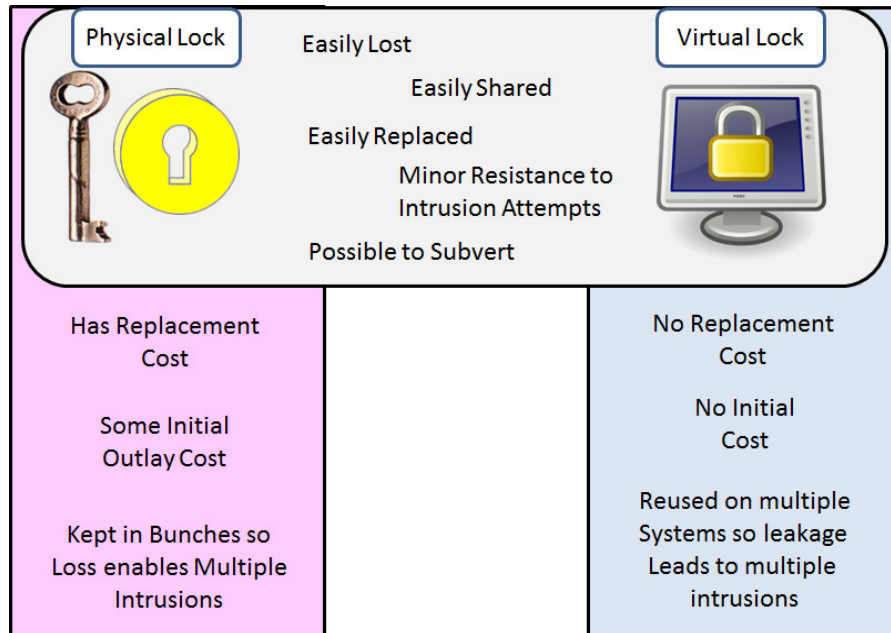 Physical Lock
Virtual Lock
Easily Lost
Easily Shared
Easily Replaced
Minor Resistance to
Intrusion Attempts
Possible to Subvert
Has Replacement
Cost
Some Initial
Outlay Cost
Kept in Bunches so
Loss enables Multiple
Intrusions
No Replacement
Cost
No Initial
Cost
Reused on multiple
Systems so leakage
Leads to multiple
intrusions